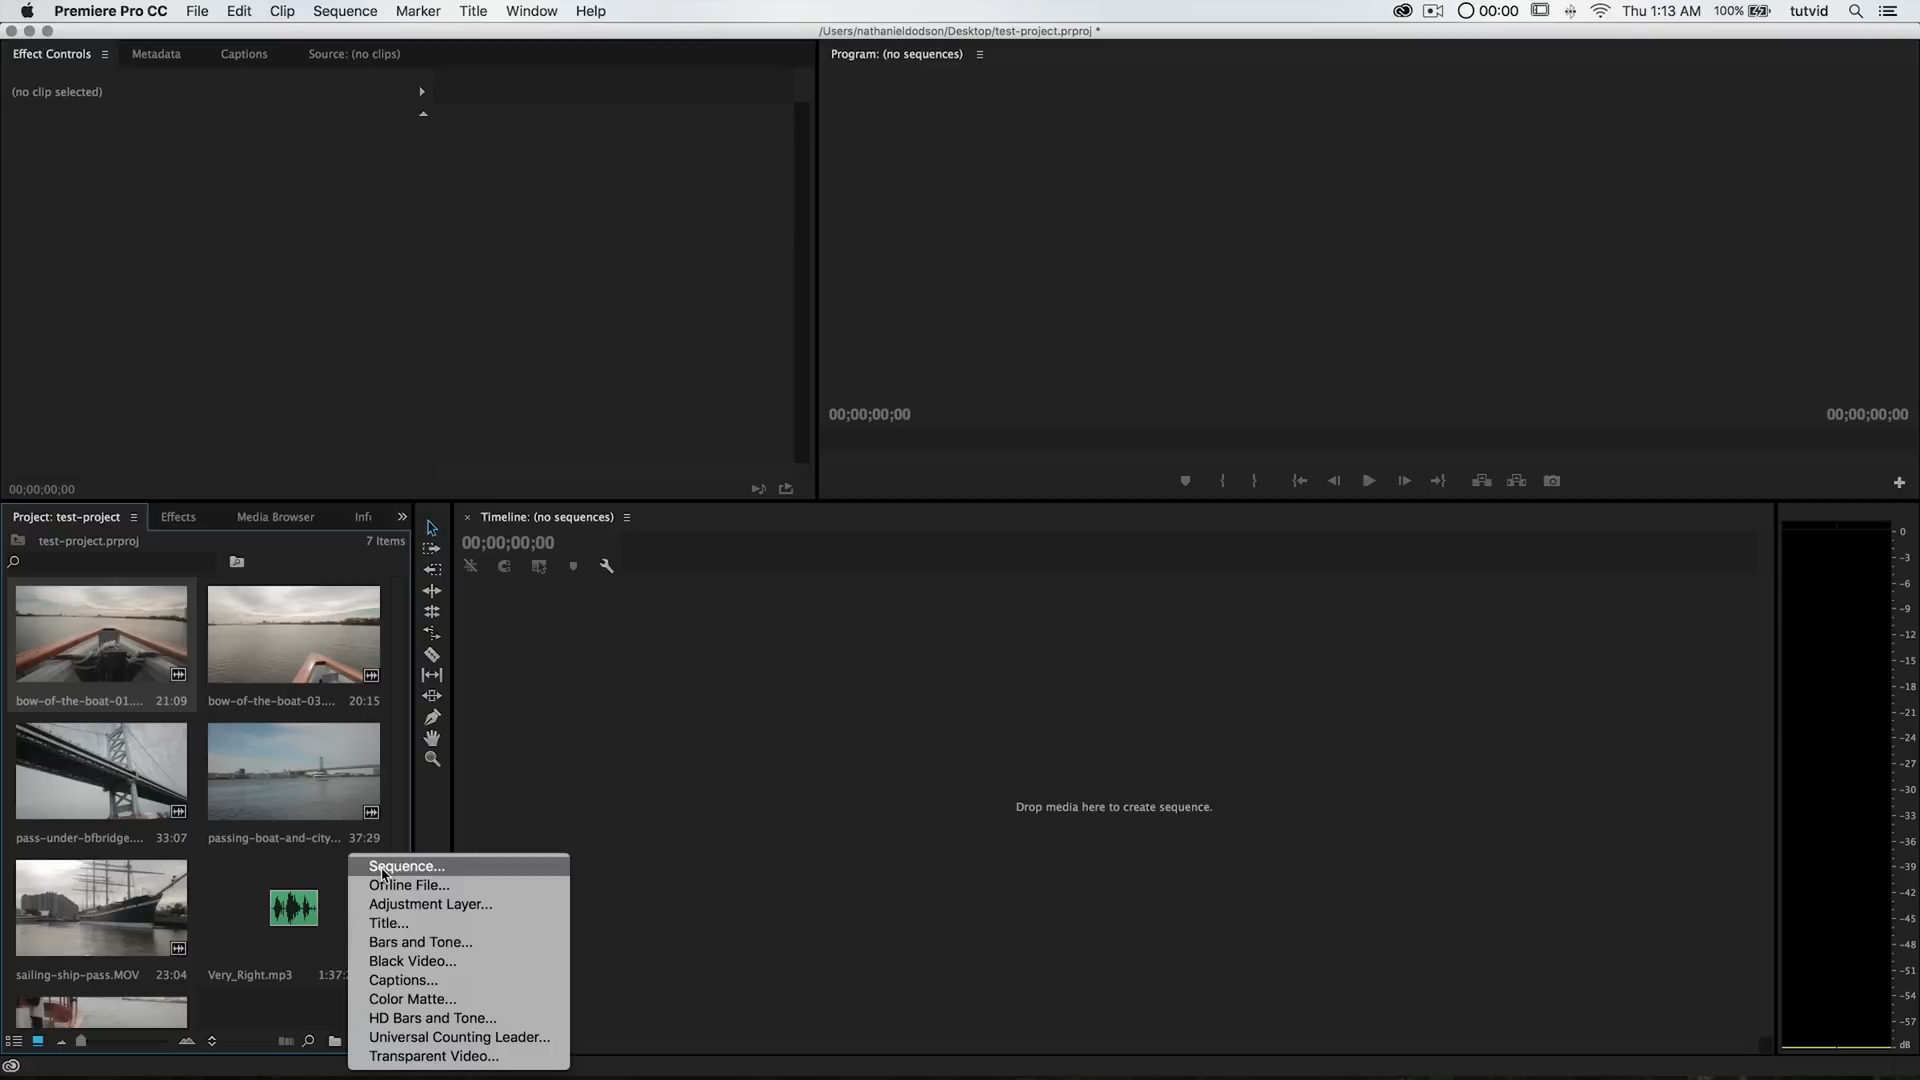 Premiere Pro CC File Edit Clip Sequence Marker Title Window Help 00:00 Thu 1:13 AM 100% tutvid
/Users/nathanieldodson/Desktop/test-project.prproj *
Effect Controls Metadata Captions Source: (no clips) Program: (no sequences)
(no clip selected)
00;00;00;00 00;00;00;00
00;00;00;00
Project: test-project Effects Media Browser Info Timeline: (no sequences)
test-project.prproj 7 Items 00;00;00;00
bow-of-the-boat-01.... 21:09 bow-of-the-boat-03.... 20:15
pass-under-bfbridge.... 33:07 passing-boat-and-city... 37:29
Drop media here to create sequence.
sailing-ship-pass.MOV 23:04 Very_Right.mp3 1:37:
Sequence...
Offline File...
Adjustment Layer...
Title...
Bars and Tone...
Black Video...
Captions...
Color Matte...
HD Bars and Tone...
Universal Counting Leader...
Transparent Video...
0
-3
-6
-9
-12
-15
-18
-21
-24
-27
-30
-33
-36
-39
-42
-45
-48
-51
-54
-57
dB